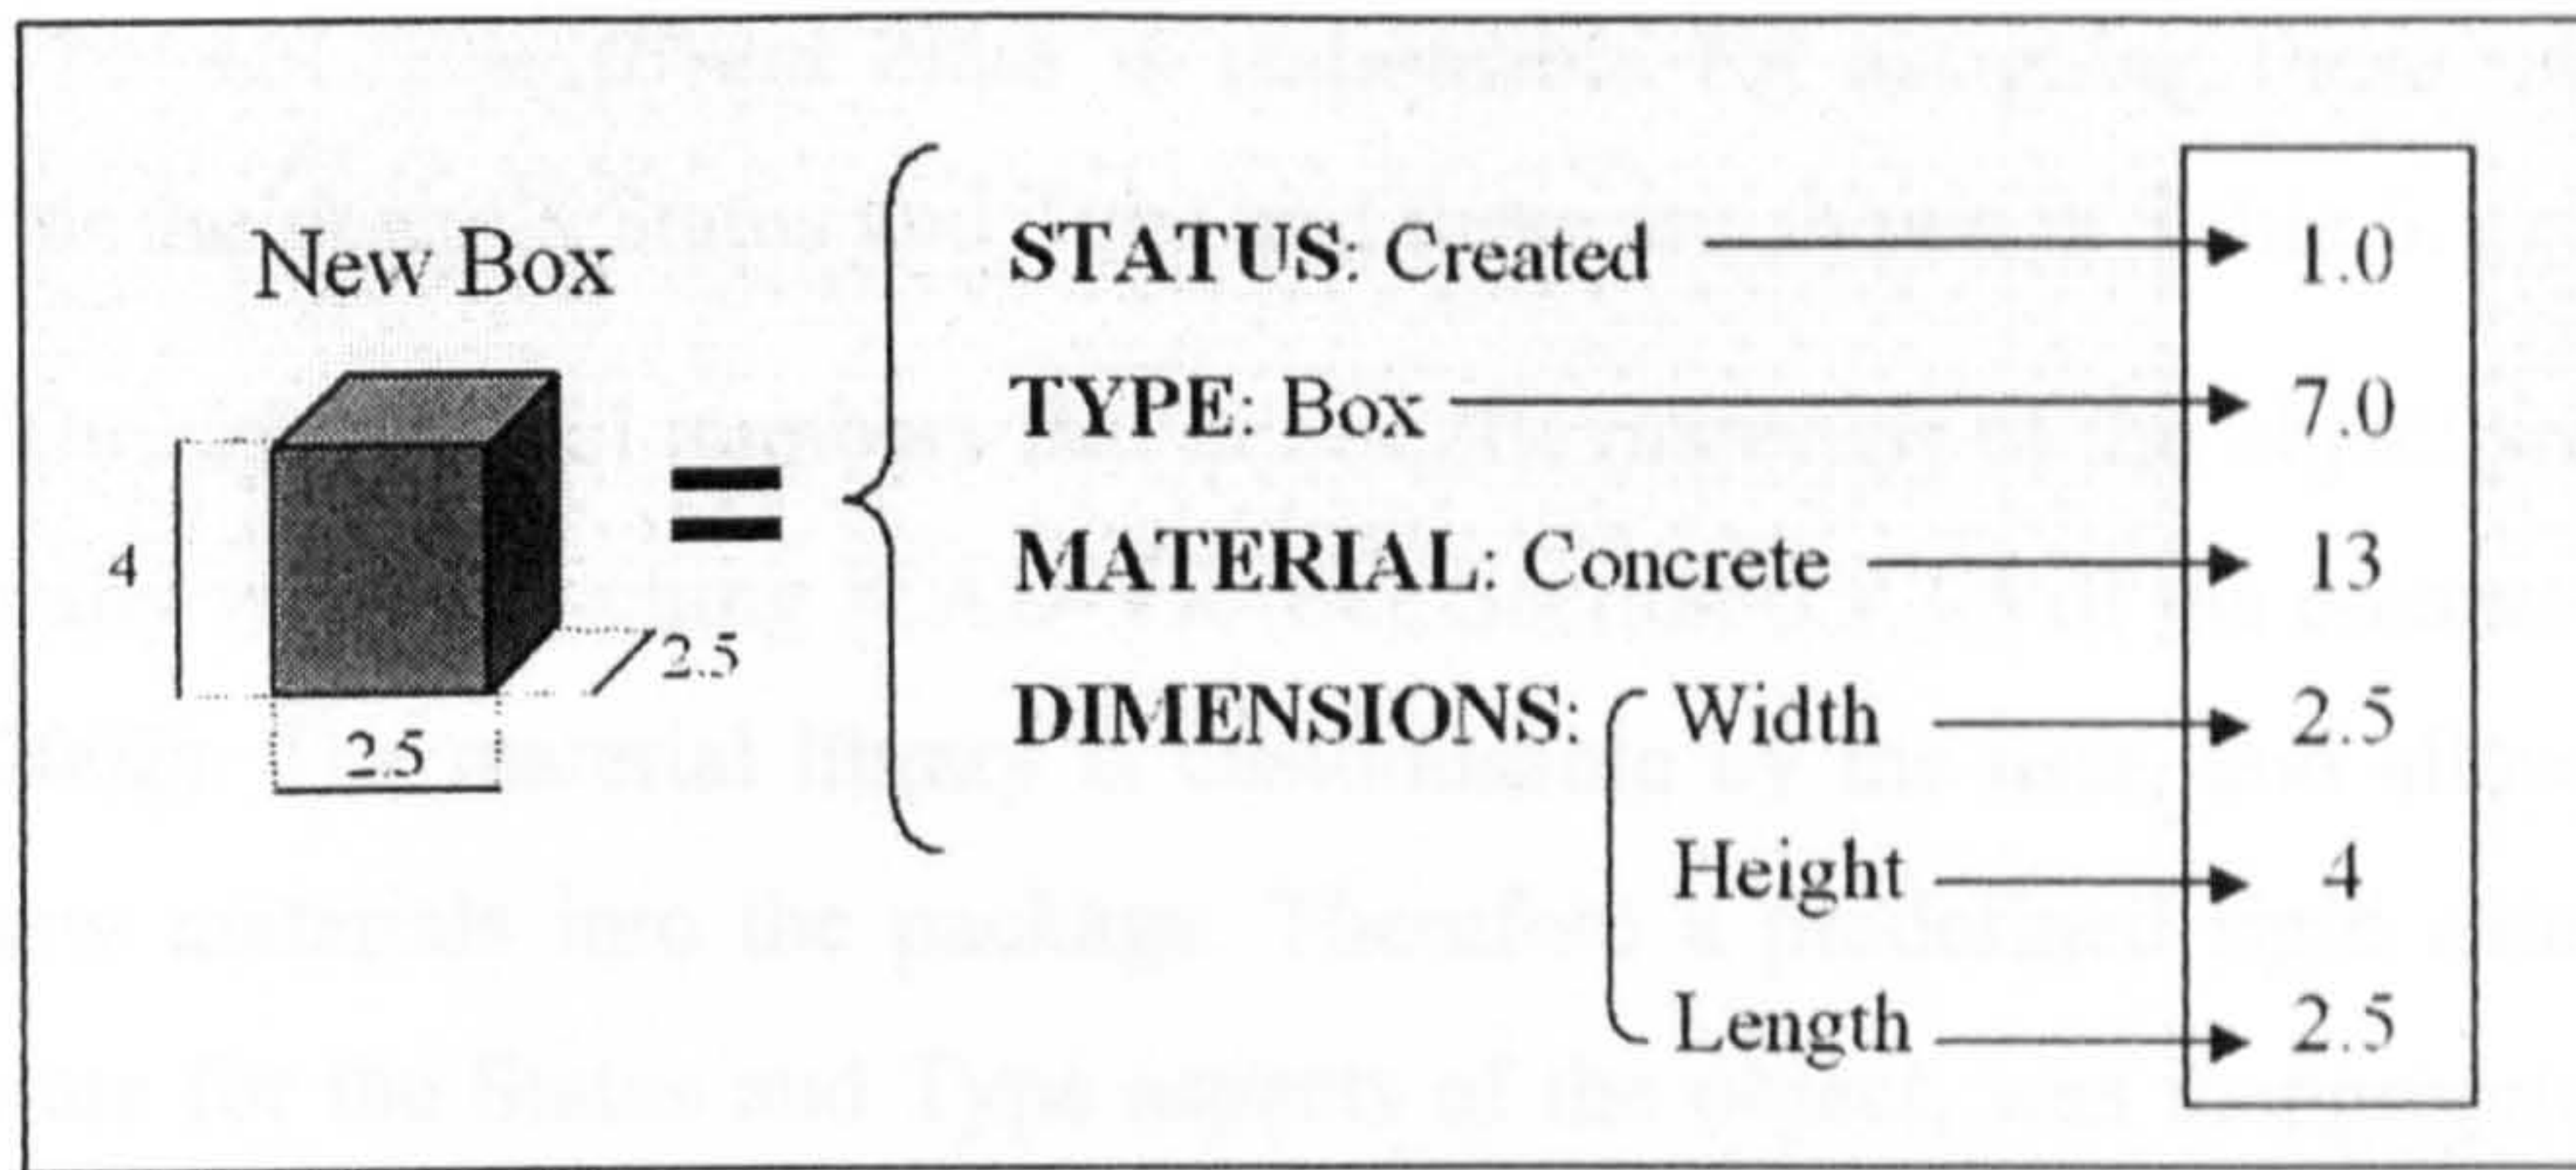 New Box
4
2.5
2.5
STATUS: Created 1.0
TYPE: Box 7.0
MATERIAL: Concrete 13
DIMENSIONS: Width 2.5
Height 4
Length 2.5